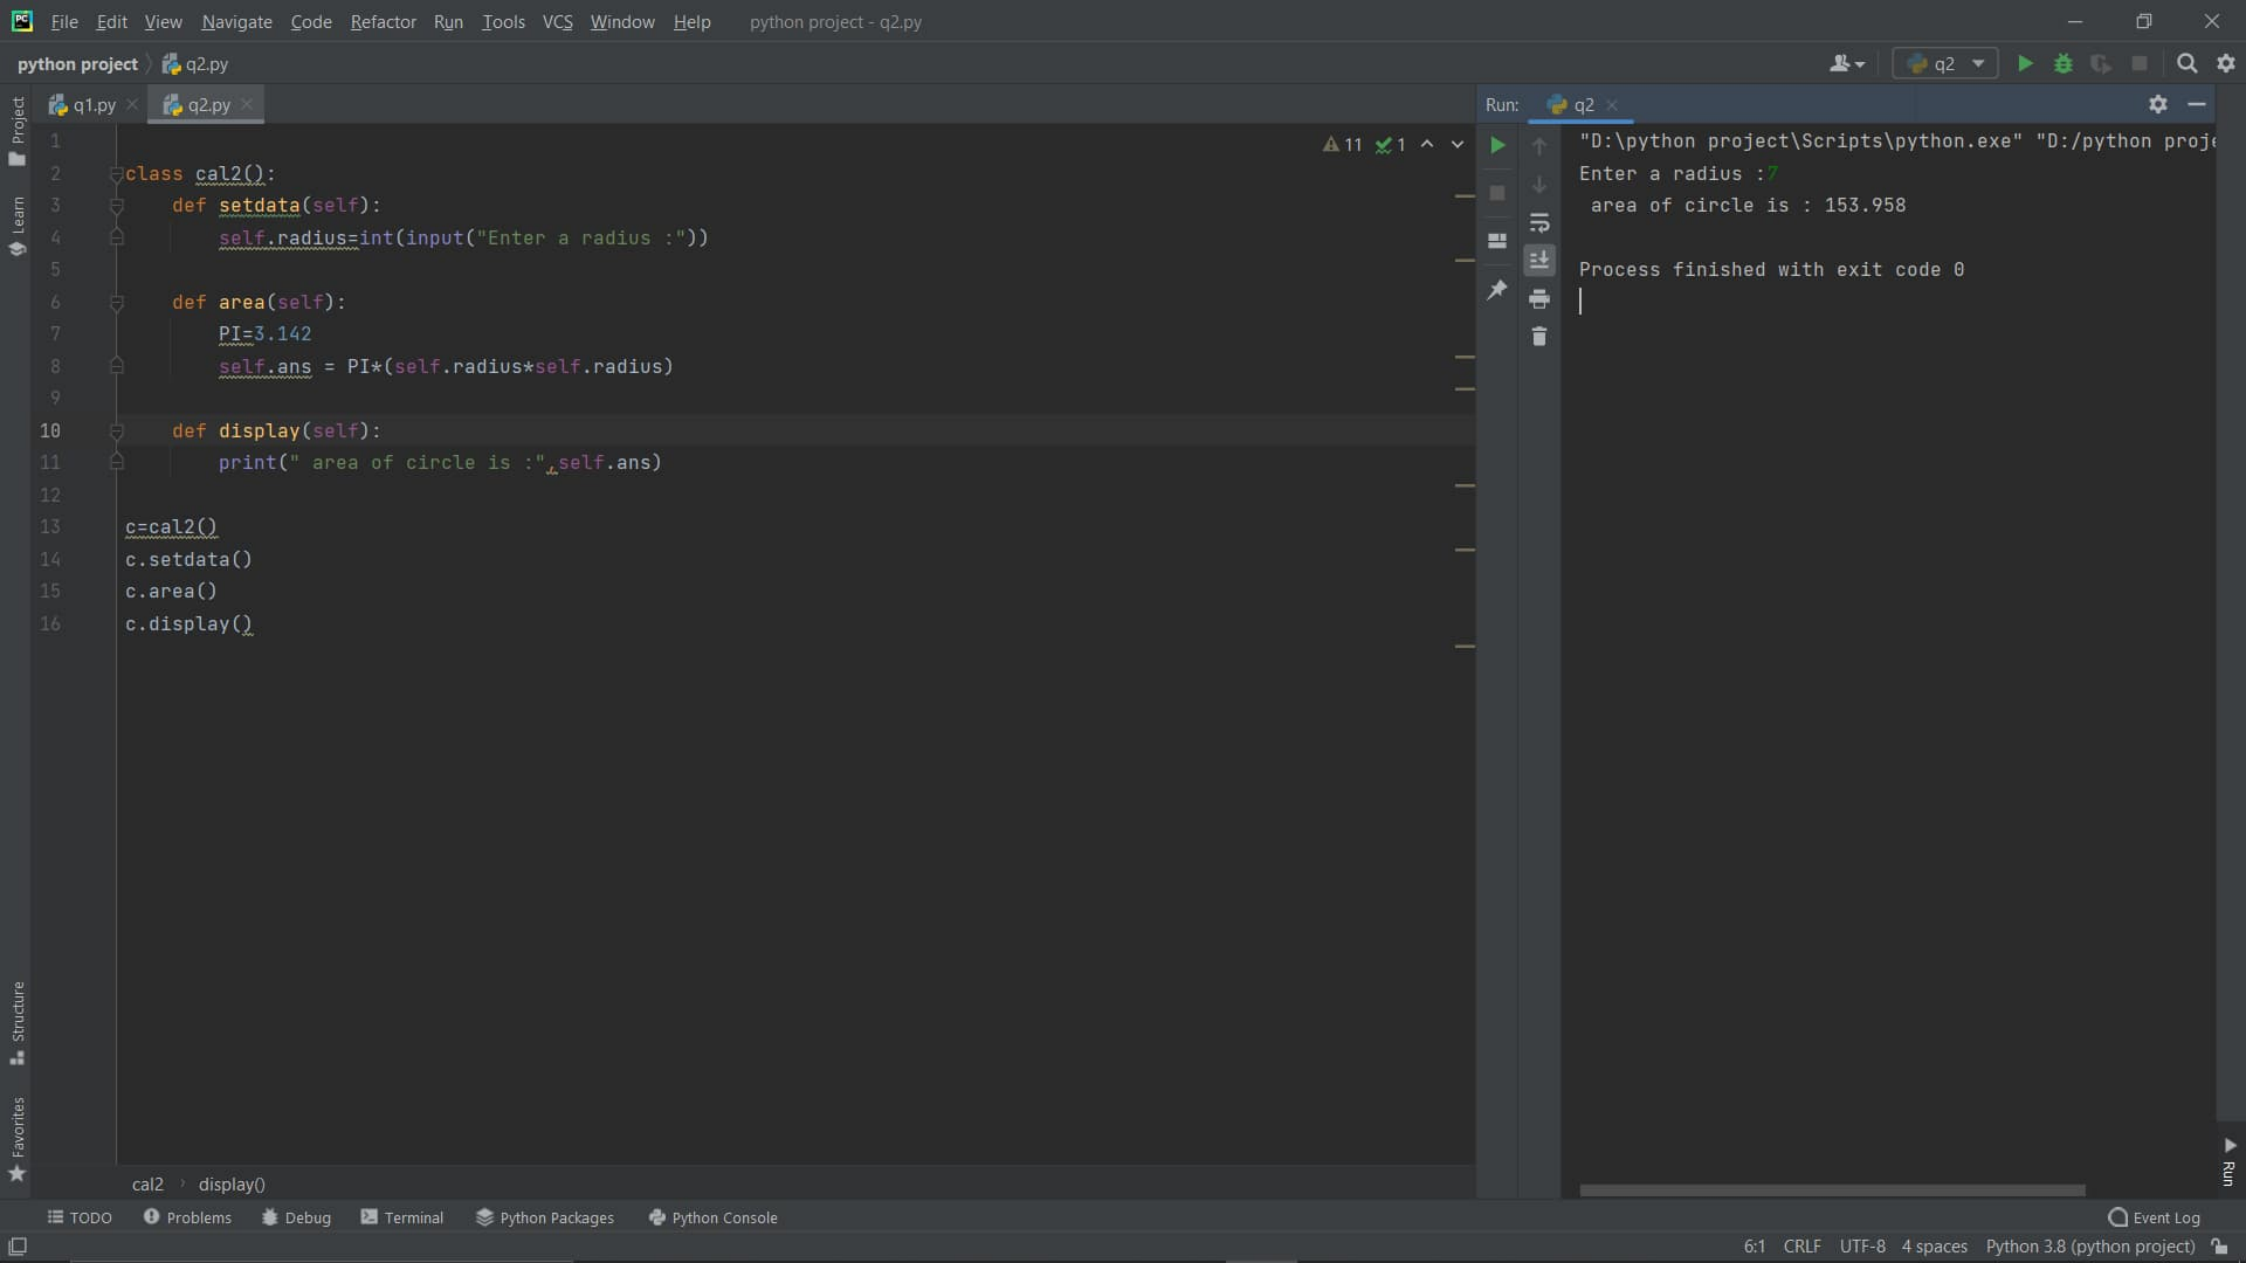 PC File Edit View Navigate Code Refactor Run Tools VCS Window Help python project - q2.py
python project q2.py q2
Project
Learn
Structure
Favorites
q1.py q2.py
11 1
1
2 class cal2():
3 def setdata(self):
4 self.radius=int(input("Enter a radius :"))
5
6 def area(self):
7 PI=3.142
8 self.ans = PI*(self.radius*self.radius)
9
10 def display(self):
11 print(" area of circle is :",self.ans)
12
13 c=cal2()
14 c.setdata()
15 c.area()
16 c.display()
cal2 display()
Run: q2
"D:\python project\Scripts\python.exe" "D:/python proje
Enter a radius :7
area of circle is : 153.958
Process finished with exit code 0
Run
TODO Problems Debug Terminal Python Packages Python Console Event Log
6:1 CRLF UTF-8 4 spaces Python 3.8 (python project)